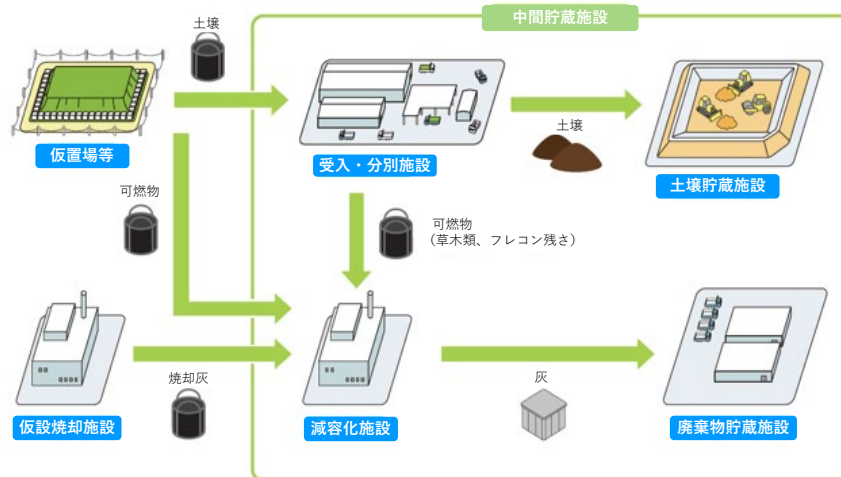 中間貯蔵施設
土壌
仮置場等
受入・分別施設
土壌
土壌貯蔵施設
可燃物
可燃物
（草木類、フレコン残さ）
仮設焼却施設
焼却灰
減容化施設
灰
廃棄物貯蔵施設